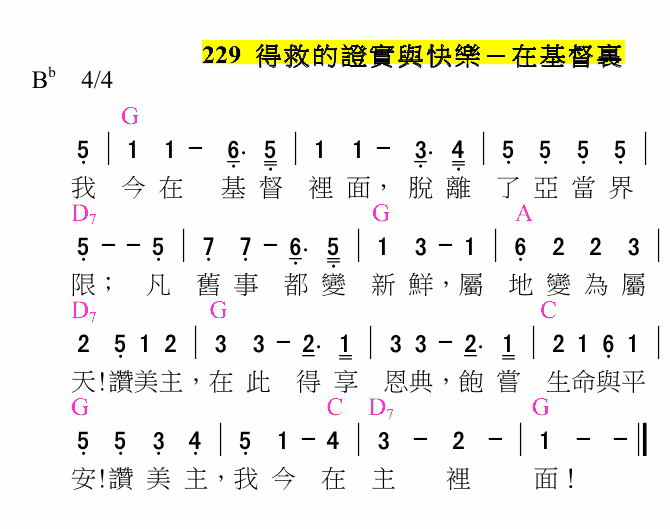 229 得救的證實與快樂－在基督裏
B♭ 4/4
G
5̣ | 1 1 － 6̣· 5̣ | 1 1 － 3̣· 4̣ | 5̣ 5̣ 5̣ 5̣ |
我 今 在 基 督 裡 面， 脫 離 了 亞 當 界
D7 G A
5̣ － － 5̣ | 7̣ 7̣ － 6̣· 5̣ | 1 3 － 1 | 6̣ 2 2 3 |
限； 凡 舊 事 都 變 新 鮮，屬 地 變 為 屬
D7 G C
2 5̣ 1 2 | 3 3 － 2· 1 | 3 3 － 2· 1 | 2 1 6̣ 1 |
天!讚美主，在 此 得 享 恩典，飽 嘗 生命與平
G C D7 G
5̣ 5̣ 3̣ 4̣ | 5̣ 1 － 4 | 3 － 2 － | 1 － － ‖
安!讚 美 主，我 今 在 主 裡 面！